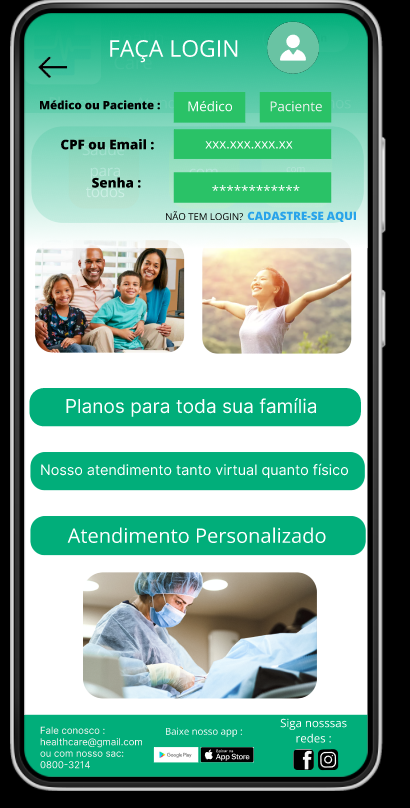 FAÇA LOGIN
Médico ou Paciente :
Médico
Paciente
CPF ou Email :
xxx.xxx.xxx.xx
Senha :
************
para
todos
NÃO TEM LOGIN? CADASTRE-SE AQUI
Planos para toda sua família
Nosso atendimento tanto virtual quanto físico
Atendimento Personalizado
Fale conosco :
healthcare@gmail.com
ou com nosso sac:
0800-3214
Baixe nosso app :
Google Play
App Store
Siga nosssas
redes :